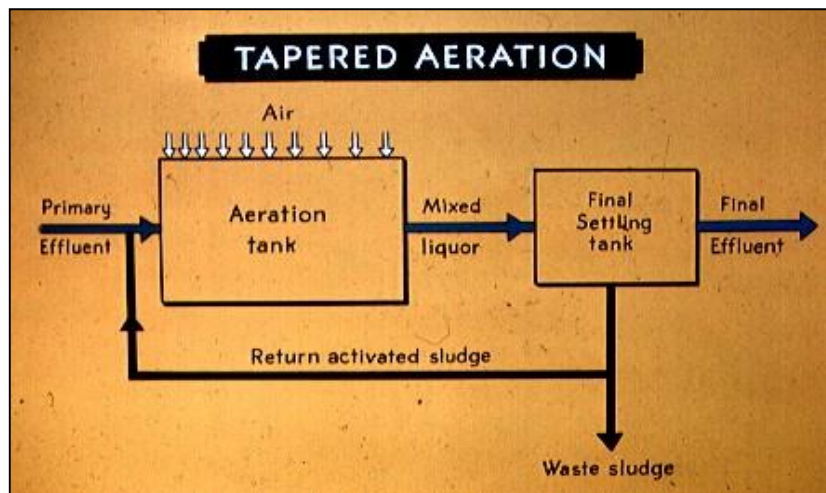 TAPERED AERATION
Air
Primary
Effluent
Aeration
tank
Mixed
liquor
Final
Settling
tank
Final
Effluent
Return activated sludge
Waste sludge